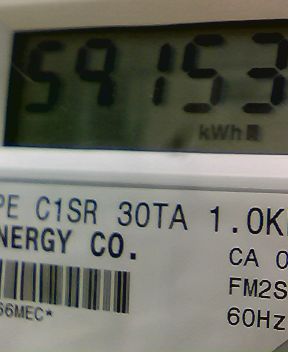 59153
kWh
PE C1SR 30TA 1.0K
NERGY CO.
CA 0
FM2S
66MEC*
60Hz